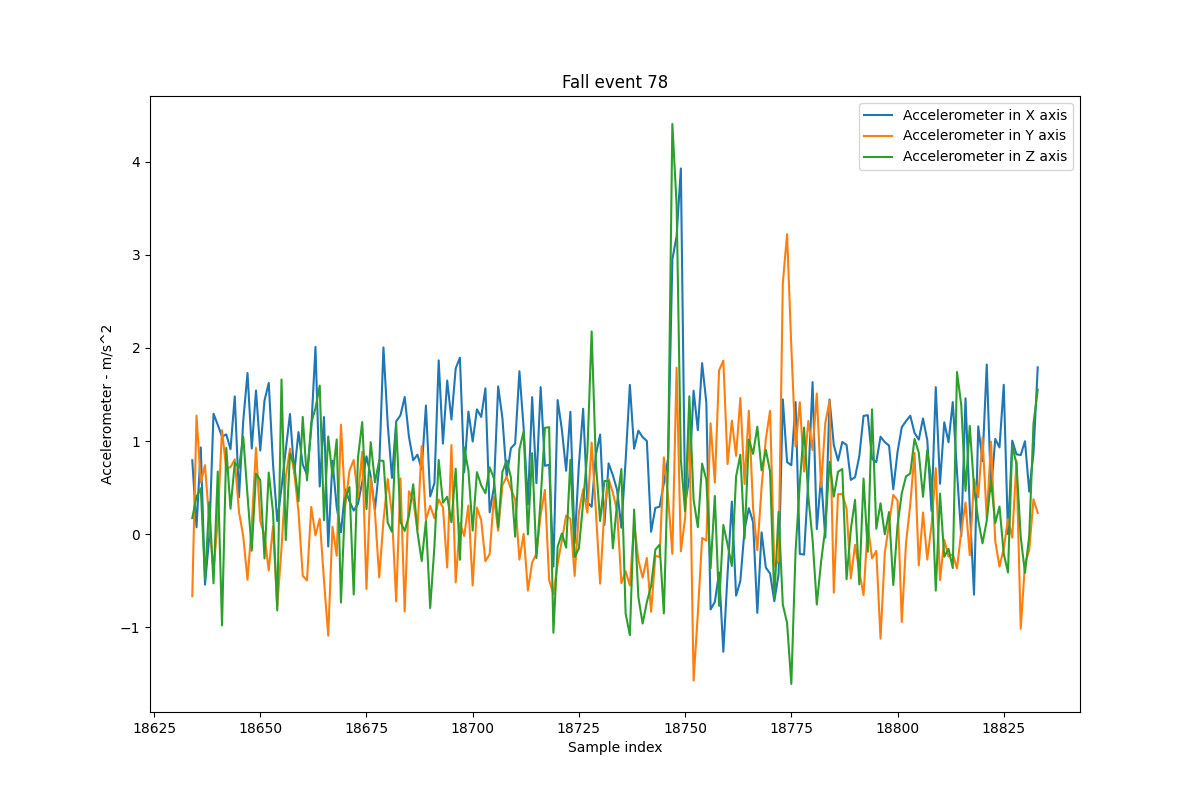 Fall event 78
Accelerometer in X axis
Accelerometer in Y axis
Accelerometer in Z axis
Accelerometer - m/s^2
4
3
2
1
0
−1
18625
18650
18675
18700
18725
18750
18775
18800
18825
Sample index